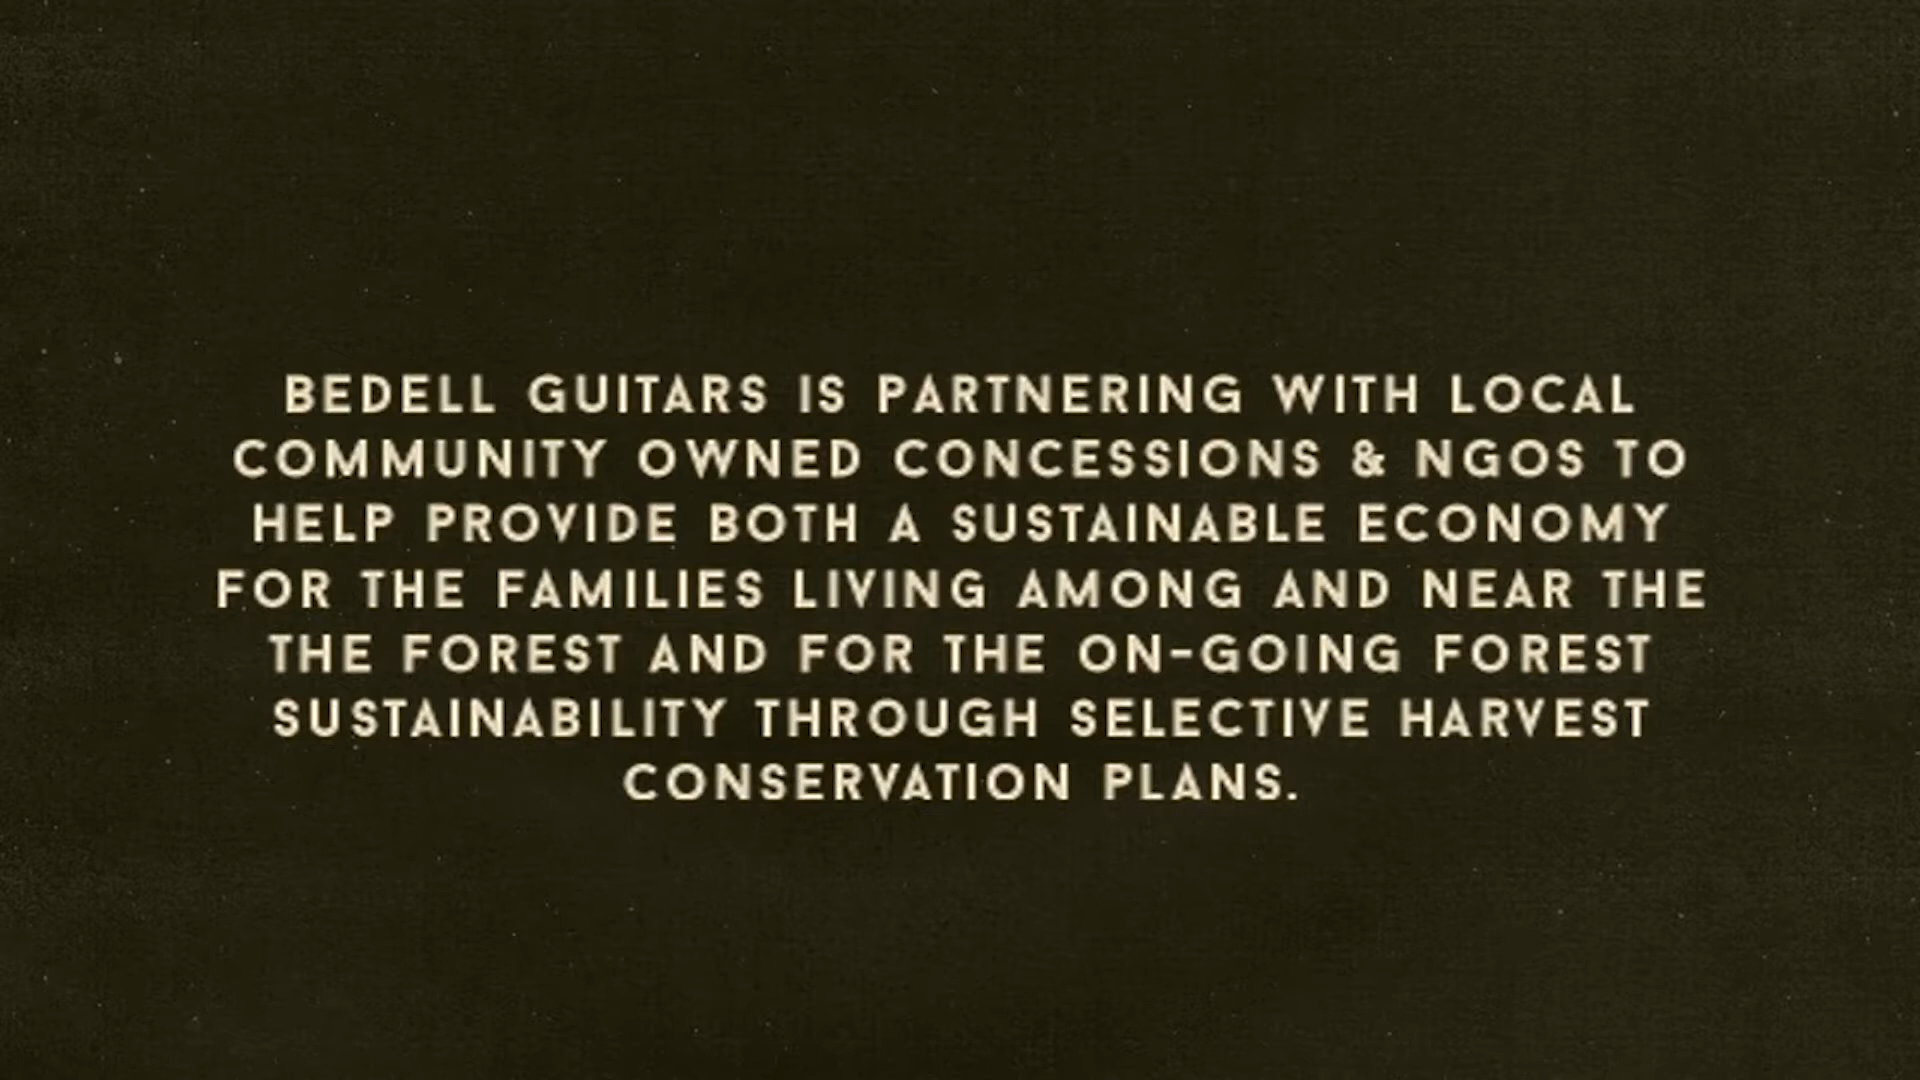 BEDELL GUITARS IS PARTNERING WITH LOCAL
COMMUNITY OWNED CONCESSIONS & NGOS TO
HELP PROVIDE BOTH A SUSTAINABLE ECONOMY
FOR THE FAMILIES LIVING AMONG AND NEAR THE
THE FOREST AND FOR THE ON-GOING FOREST
SUSTAINABILITY THROUGH SELECTIVE HARVEST
CONSERVATION PLANS.